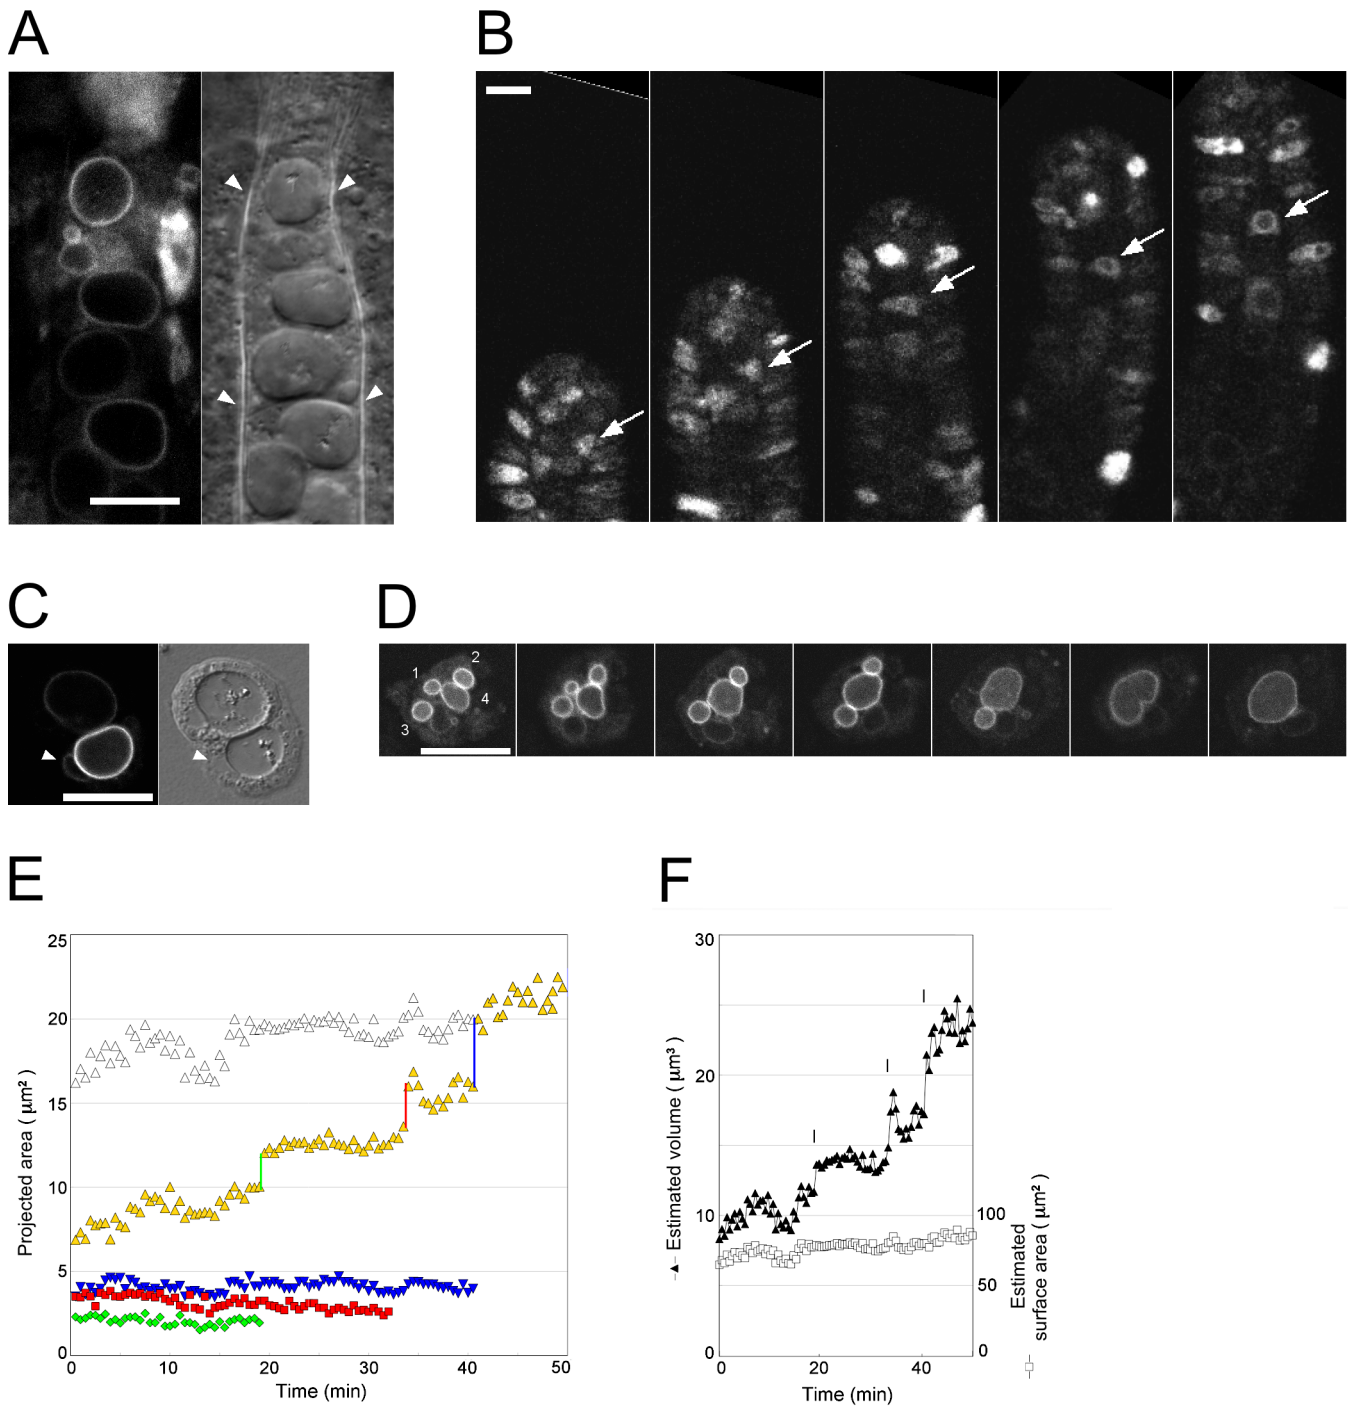 A
B
C
D
1
2
3
4
E
F
25
20
15
10
5
0
Projected area ( µm² )
0 10 20 30 40 50
Time (min)
30
20
10
0
Estimated volume ( µm³ )
100
50
0
Estimated
surface area ( µm² )
0 20 40
Time (min)